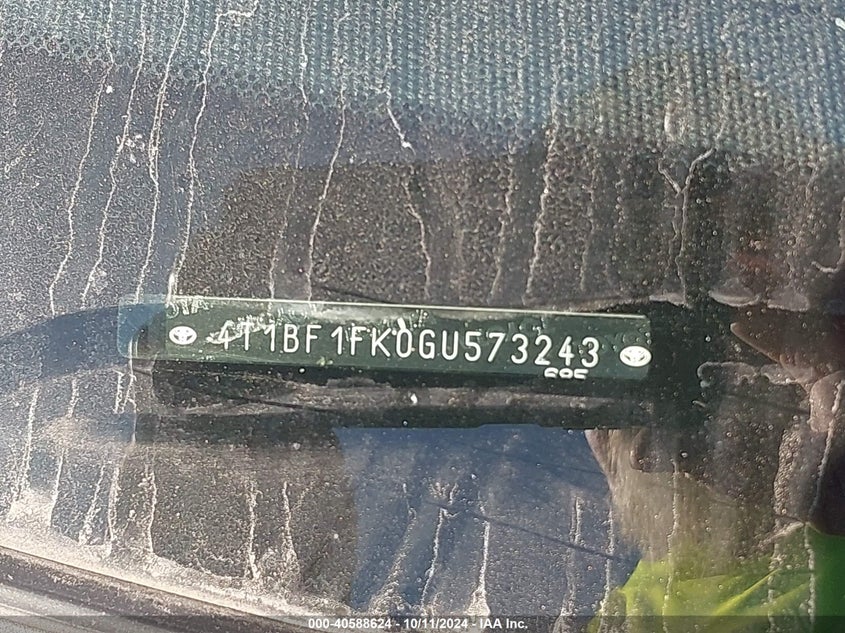 4T1BF1FK0GU573243
000-40588624 - 10/11/2024 - IAA Inc.